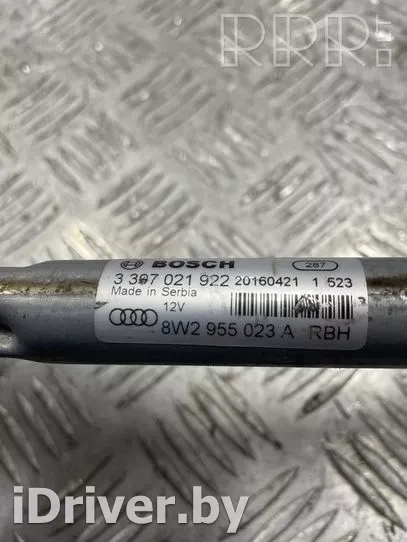 RRR.LT
BOSCH 287
3 397 021 922 20160421 1 523
Made in Serbia
12V
8W2 955 023 A RBH
iDriver.by